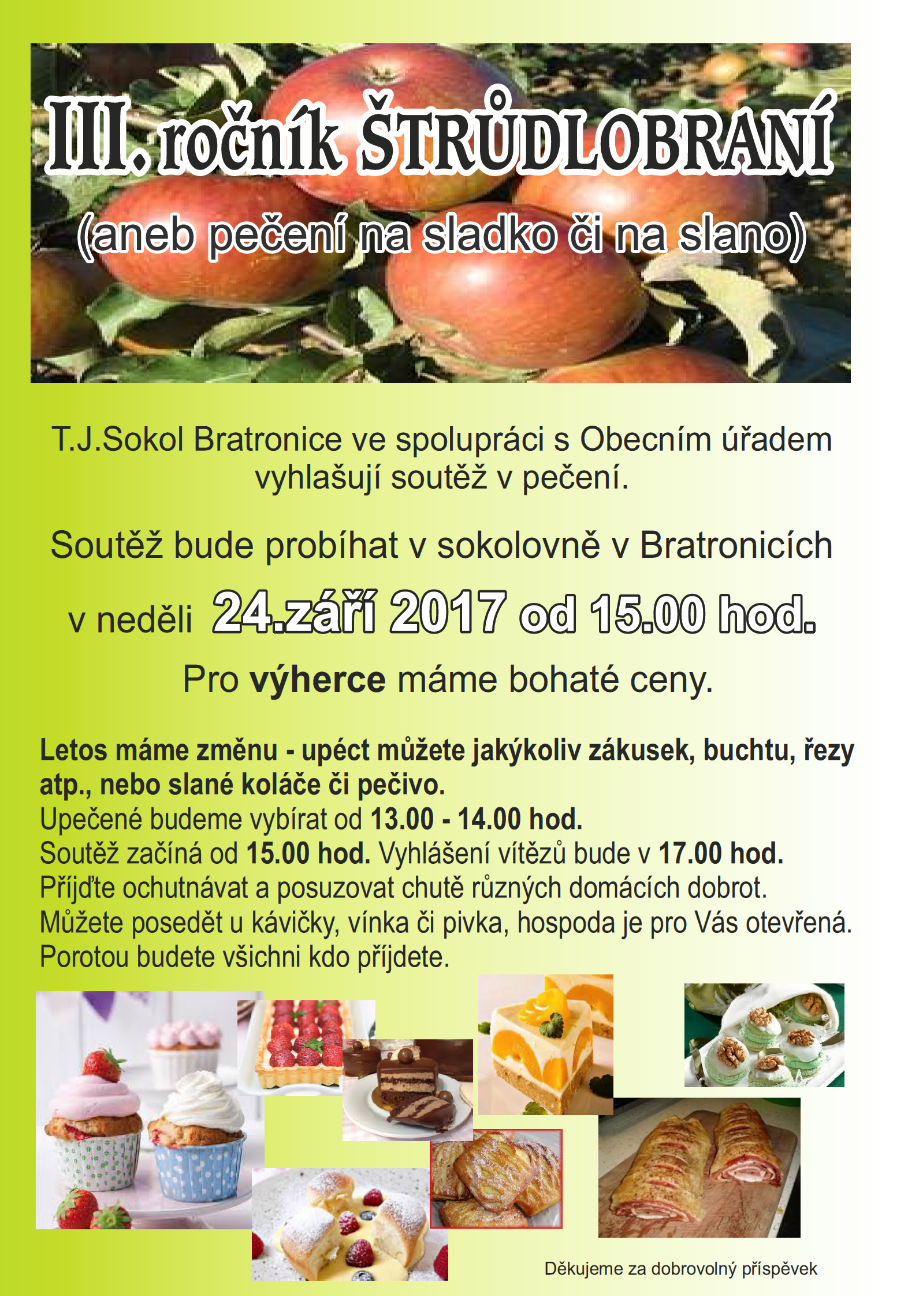 III. ročník ŠTRŮDLOBRANÍ
(aneb pečení na sladko či na slano)
T.J.Sokol Bratronice ve spolupráci s Obecním úřadem
vyhlašují soutěž v pečení.
Soutěž bude probíhat v sokolovně v Bratronicích
v neděli 24.září 2017 od 15.00 hod.
Pro výherce máme bohaté ceny.
Letos máme změnu - upéct můžete jakýkoliv zákusek, buchtu, řezy
atp., nebo slané koláče či pečivo.
Upečené budeme vybírat od 13.00 - 14.00 hod.
Soutěž začíná od 15.00 hod. Vyhlášení vítězů bude v 17.00 hod.
Příjďte ochutnávat a posuzovat chutě různých domácích dobrot.
Můžete posedět u kávičky, vínka či pivka, hospoda je pro Vás otevřená.
Porotou budete všichni kdo příjdete.
Děkujeme za dobrovolný příspěvek